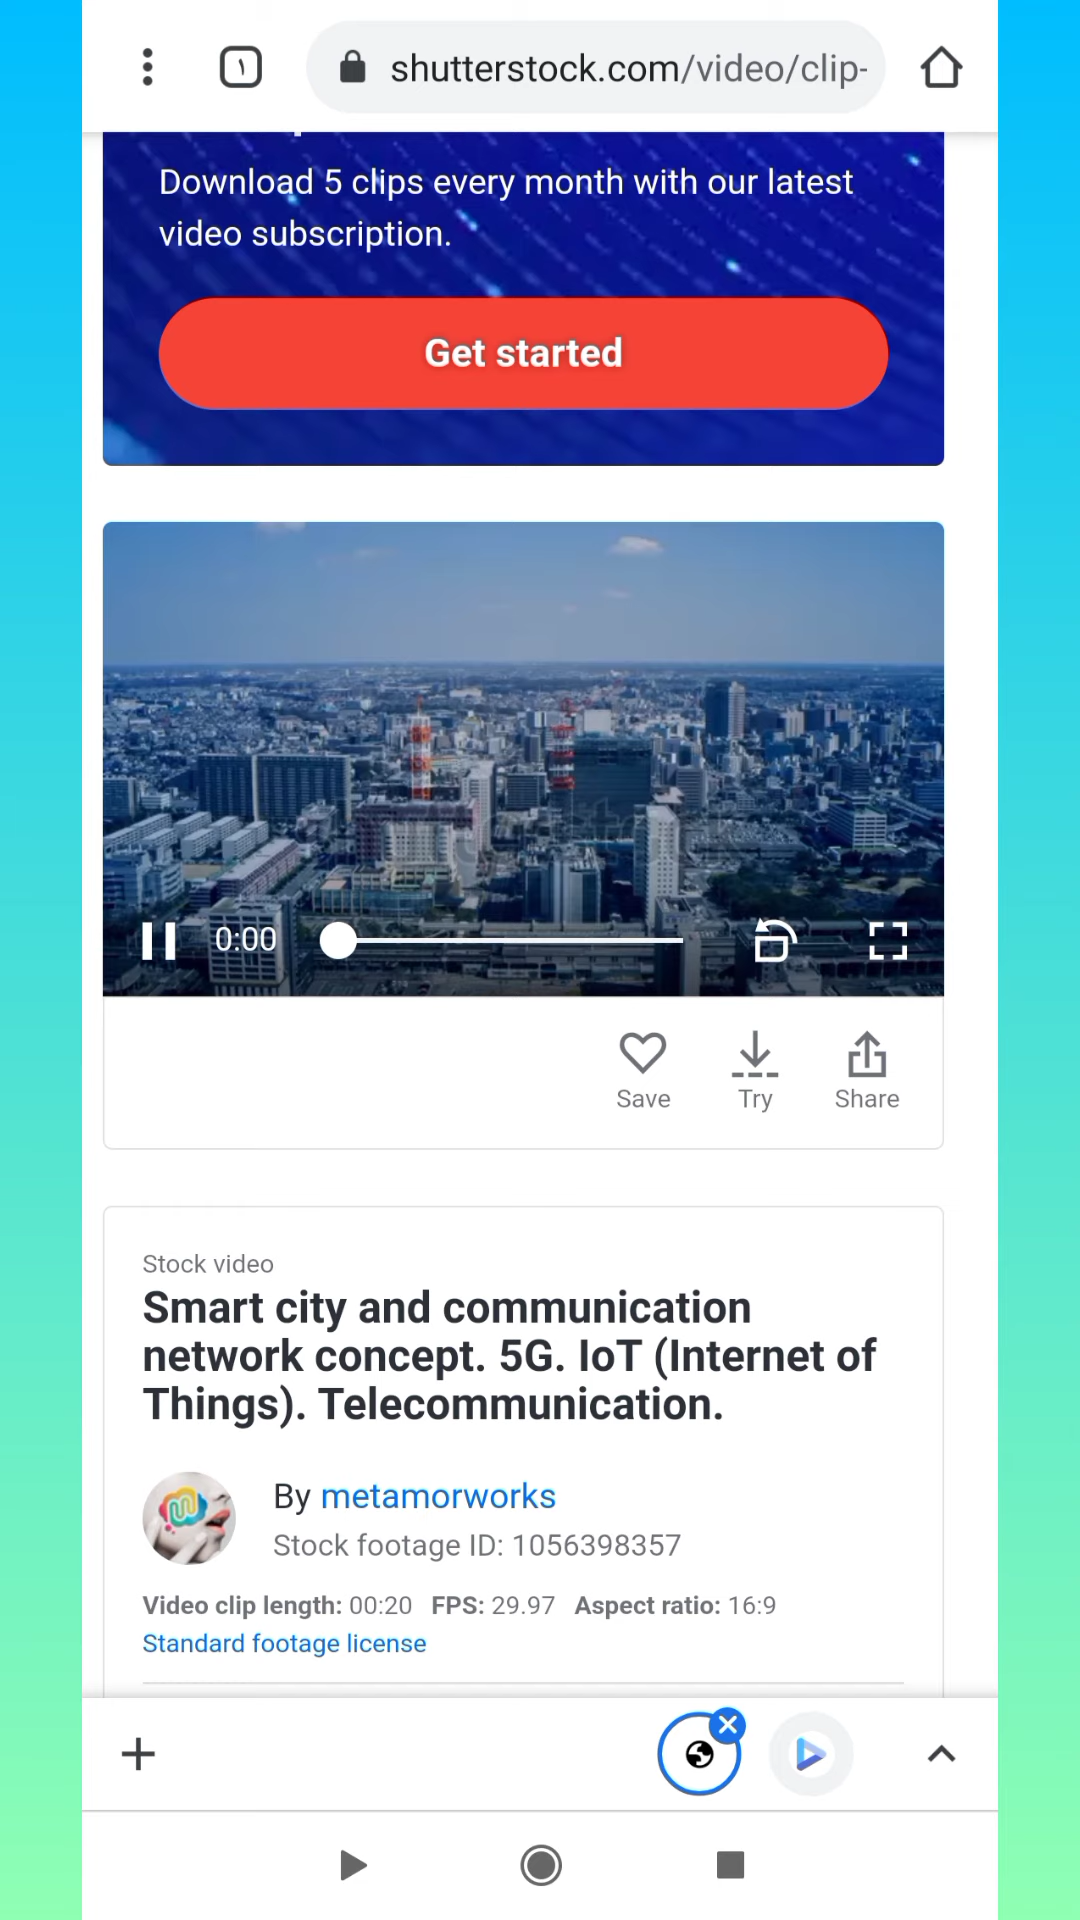 ١
shutterstock.com/video/clip-
Download 5 clips every month with our latest
video subscription.
Get started
0:00
Save
Try
Share
Stock video
Smart city and communication
network concept. 5G. IoT (Internet of
Things). Telecommunication.
By metamorworks
Stock footage ID: 1056398357
Video clip length: 00:20 FPS: 29.97 Aspect ratio: 16:9
Standard footage license